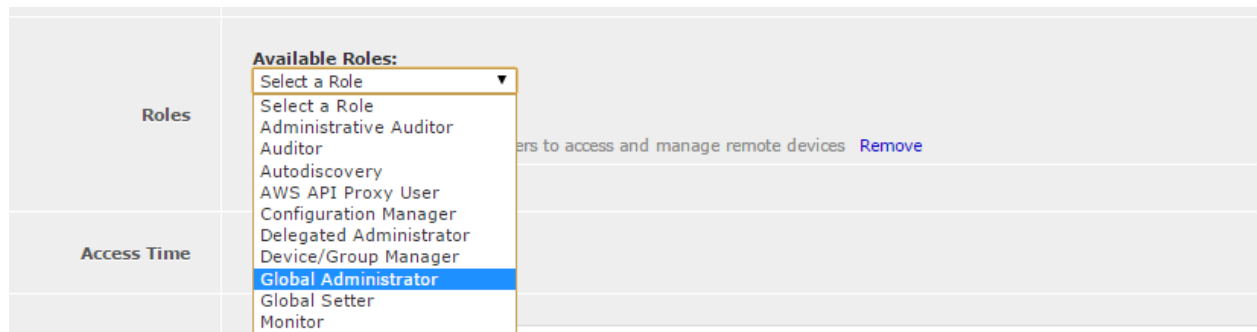 Available Roles:
Select a Role
Roles
Select a Role
Administrative Auditor
Auditor
ers to access and manage remote devices Remove
Autodiscovery
AWS API Proxy User
Configuration Manager
Delegated Administrator
Access Time
Device/Group Manager
Global Administrator
Global Setter
Monitor